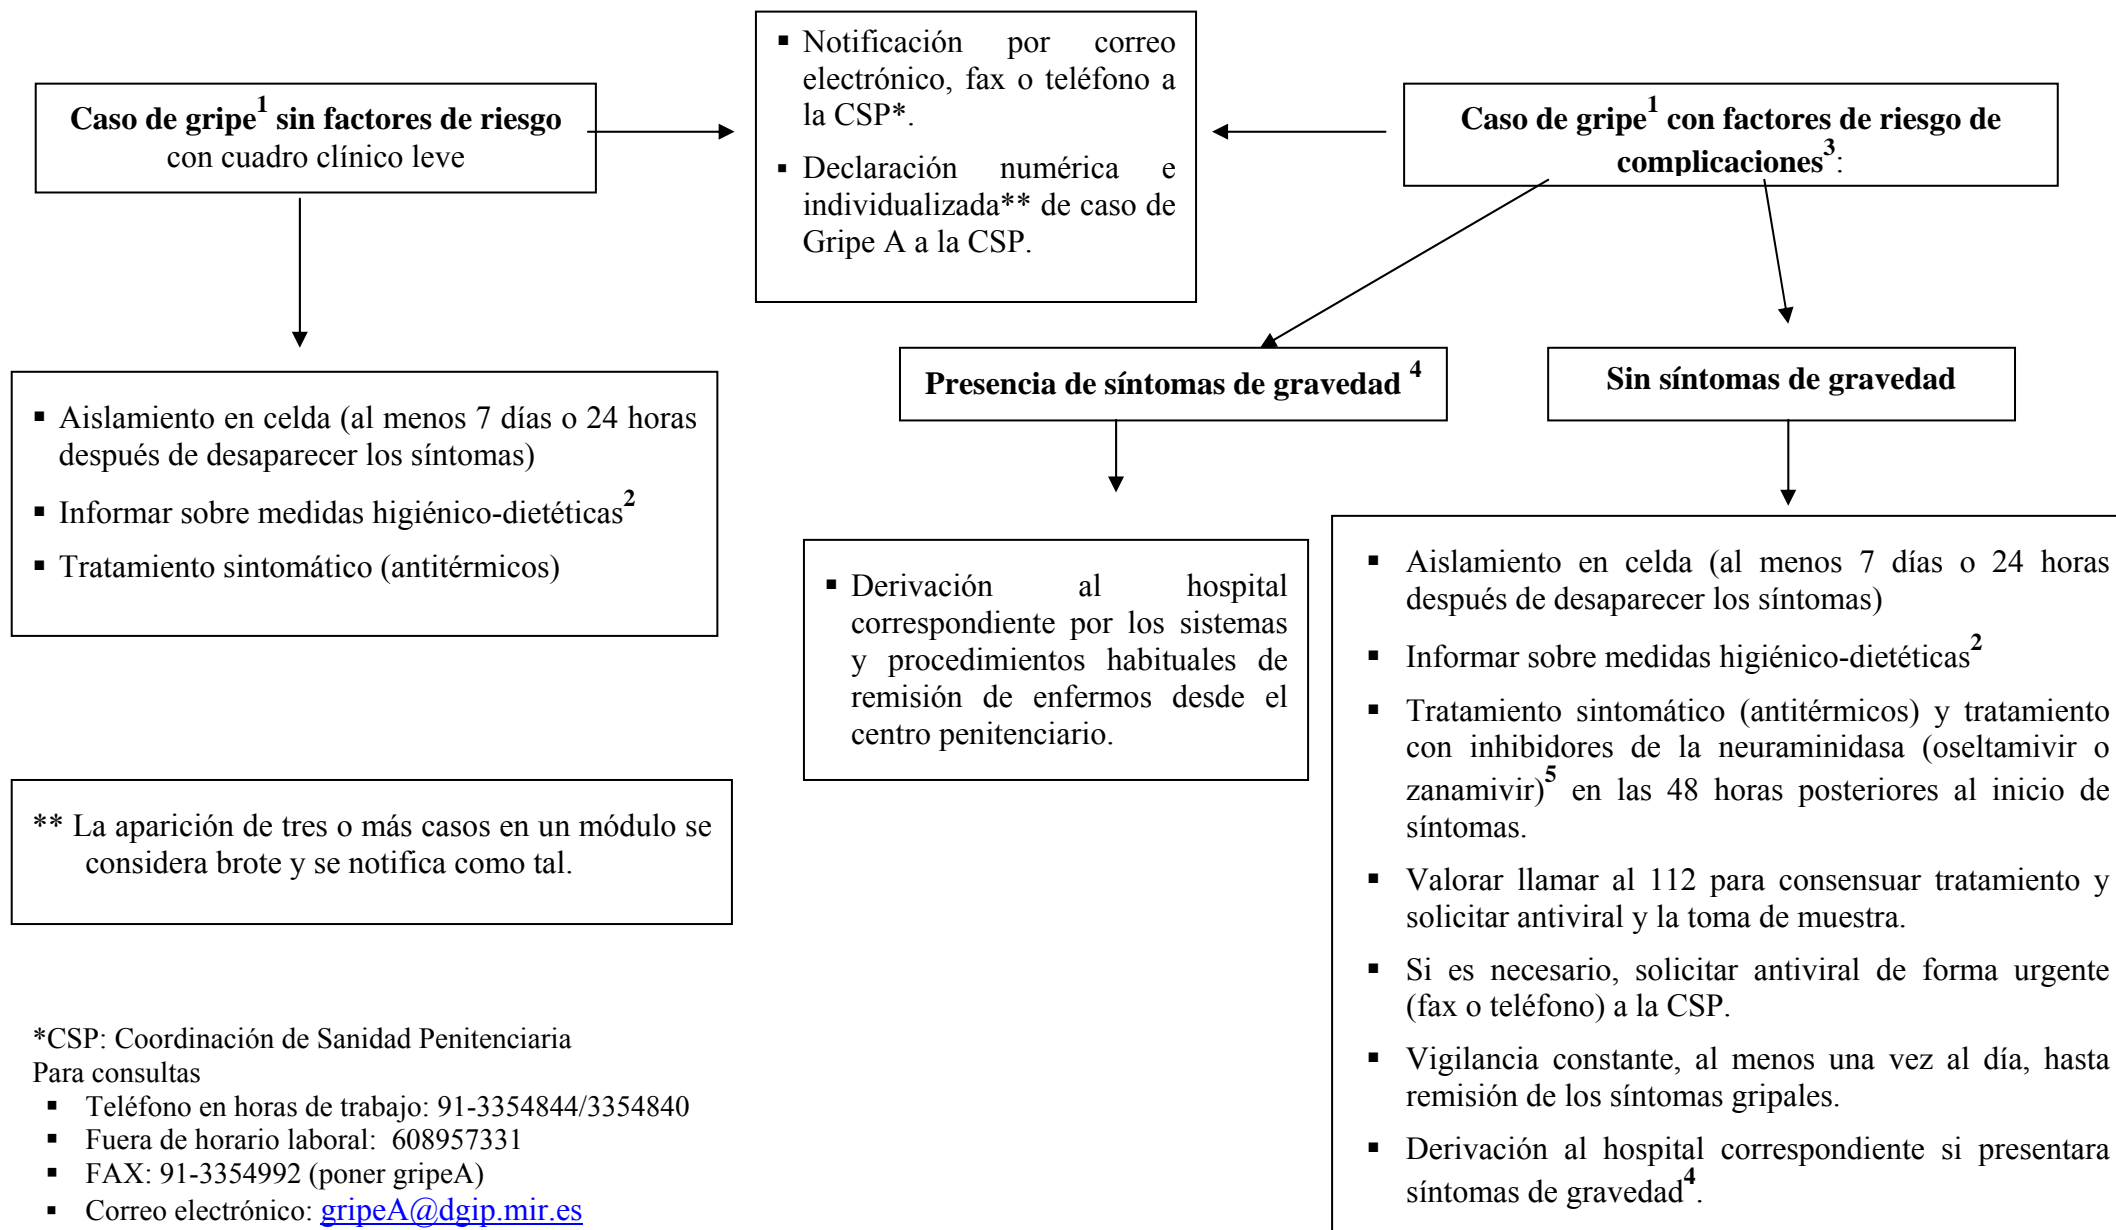 Caso de gripe1 sin factores de riesgo
con cuadro clínico leve
▪ Notificación por correo
electrónico, fax o teléfono a
la CSP*.
▪ Declaración numérica e
individualizada** de caso de
Gripe A a la CSP.
Caso de gripe1 con factores de riesgo de
complicaciones3:
▪ Aislamiento en celda (al menos 7 días o 24 horas
después de desaparecer los síntomas)
▪ Informar sobre medidas higiénico-dietéticas2
▪ Tratamiento sintomático (antitérmicos)
Presencia de síntomas de gravedad 4
Sin síntomas de gravedad
▪ Derivación al hospital
correspondiente por los sistemas
y procedimientos habituales de
remisión de enfermos desde el
centro penitenciario.
▪ Aislamiento en celda (al menos 7 días o 24 horas
después de desaparecer los síntomas)
▪ Informar sobre medidas higiénico-dietéticas2
▪ Tratamiento sintomático (antitérmicos) y tratamiento
con inhibidores de la neuraminidasa (oseltamivir o
zanamivir)5 en las 48 horas posteriores al inicio de
síntomas.
▪ Valorar llamar al 112 para consensuar tratamiento y
solicitar antiviral y la toma de muestra.
▪ Si es necesario, solicitar antiviral de forma urgente
(fax o teléfono) a la CSP.
▪ Vigilancia constante, al menos una vez al día, hasta
remisión de los síntomas gripales.
▪ Derivación al hospital correspondiente si presentara
síntomas de gravedad4.
** La aparición de tres o más casos en un módulo se
considera brote y se notifica como tal.
*CSP: Coordinación de Sanidad Penitenciaria
Para consultas
▪ Teléfono en horas de trabajo: 91-3354844/3354840
▪ Fuera de horario laboral: 608957331
▪ FAX: 91-3354992 (poner gripeA)
▪ Correo electrónico: gripeA@dgip.mir.es